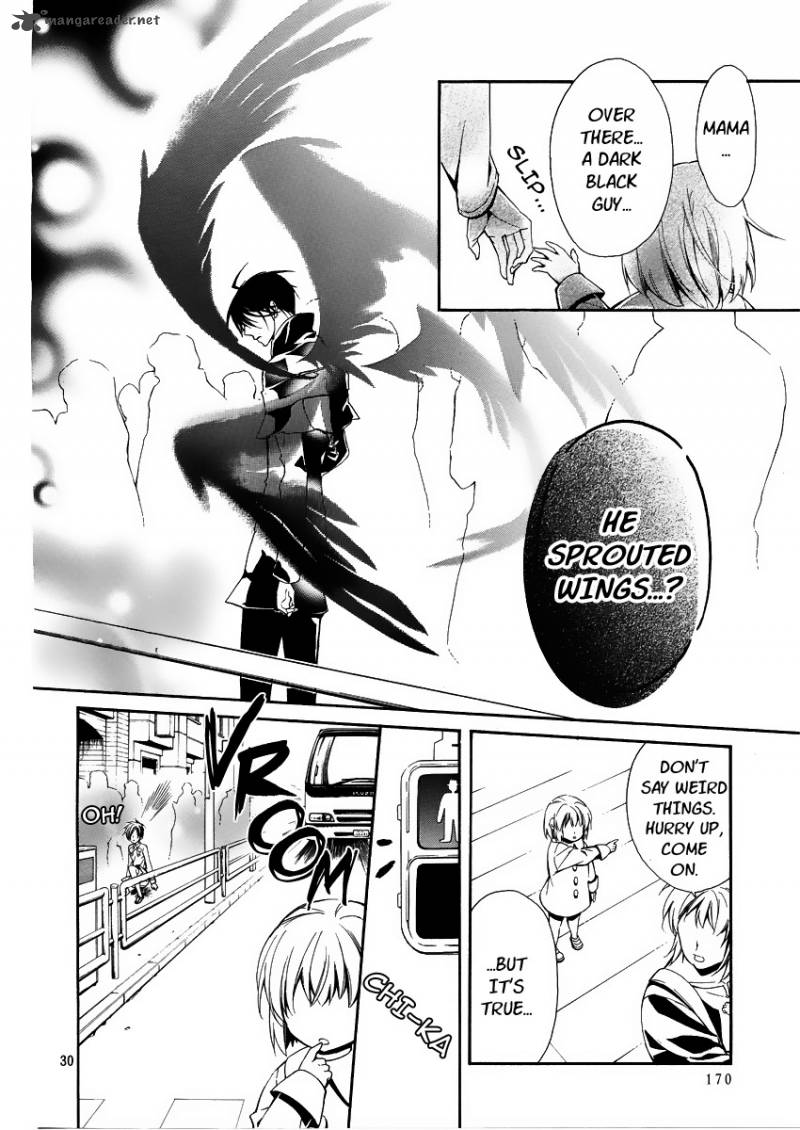 mangareader.net
MAMA
...
OVER
THERE...
A DARK
BLACK
GUY...
SLIP...
HE
SPROUTED
WINGS...?
DON'T
SAY WEIRD
THINGS.
HURRY UP,
COME
ON.
...BUT
IT'S
TRUE...
VROOM
OH!
CHI-KA
30
170